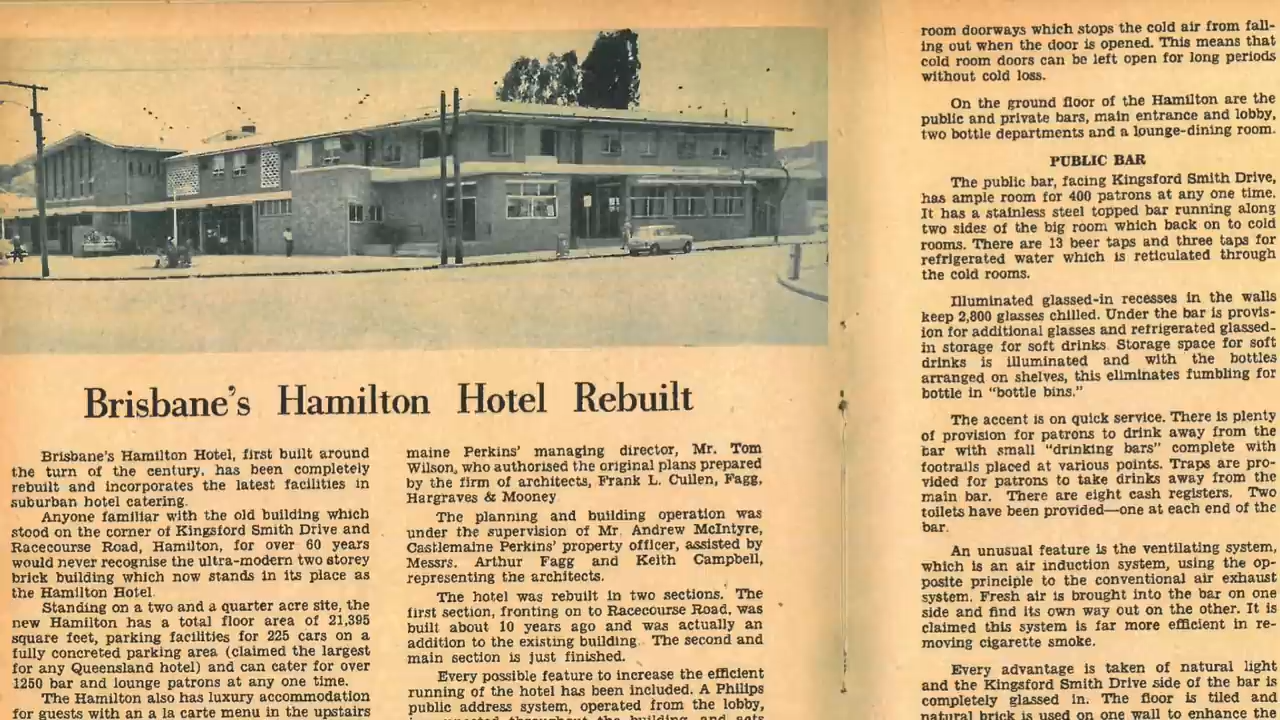 Brisbane's Hamilton Hotel Rebuilt
Brisbane's Hamilton Hotel, first built around
the turn of the century, has been completely
rebuilt and incorporates the latest facilities in
suburban hotel catering.
Anyone familiar with the old building which
stood on the corner of Kingsford Smith Drive and
Racecourse Road, Hamilton, for over 60 years
would never recognise the ultra-modern two storey
brick building which now stands in its place as
the Hamilton Hotel.
Standing on a two and a quarter acre site, the
new Hamilton has a total floor area of 21,395
square feet, parking facilities for 225 cars on a
fully concreted parking area (claimed the largest
for any Queensland hotel) and can cater for over
1250 bar and lounge patrons at any one time.
The Hamilton also has luxury accommodation
for guests with an a la carte menu in the upstairs
maine Perkins' managing director, Mr. Tom
Wilson, who authorised the original plans prepared
by the firm of architects, Frank L. Cullen, Fagg,
Hargraves & Mooney
The planning and building operation was
under the supervision of Mr. Andrew McIntyre,
Castlemaine Perkins' property officer, assisted by
Messrs. Arthur Fagg and Keith Campbell,
representing the architects.
The hotel was rebuilt in two sections. The
first section, fronting on to Racecourse Road, was
built about 10 years ago and was actually an
addition to the existing building. The second and
main section is just finished.
Every possible feature to increase the efficient
running of the hotel has been included. A Philips
public address system, operated from the lobby,
throughout the building and
room doorways which stops the cold air from fall-
ing out when the door is opened. This means that
cold room doors can be left open for long periods
without cold loss.
On the ground floor of the Hamilton are the
public and private bars, main entrance and lobby,
two bottle departments and a lounge-dining room.
PUBLIC BAR
The public bar, facing Kingsford Smith Drive,
has ample room for 400 patrons at any one time.
It has a stainless steel topped bar running along
two sides of the big room which back on to cold
rooms. There are 13 beer taps and three taps for
refrigerated water which is reticulated through
the cold rooms.
Illuminated glassed-in recesses in the walls
keep 2,800 glasses chilled. Under the bar is provis-
ion for additional glasses and refrigerated glassed-
in storage for soft drinks. Storage space for soft
drinks is illuminated and with the bottles
arranged on shelves, this eliminates fumbling for
bottle in "bottle bins."
The accent is on quick service. There is plenty
of provision for patrons to drink away from the
bar with small "drinking bars" complete with
footrails placed at various points. Traps are pro-
vided for patrons to take drinks away from the
main bar. There are eight cash registers. Two
toilets have been provided—one at each end of the
bar.
An unusual feature is the ventilating system,
which is an air induction system, using the op-
posite principle to the conventional air exhaust
system. Fresh air is brought into the bar on one
side and find its own way out on the other. It is
claimed this system is far more efficient in re-
moving cigarette smoke.
Every advantage is taken of natural light
and the Kingsford Smith Drive side of the bar is
completely glassed in. The floor is tiled and
natural brick is used on one wall to enhance the